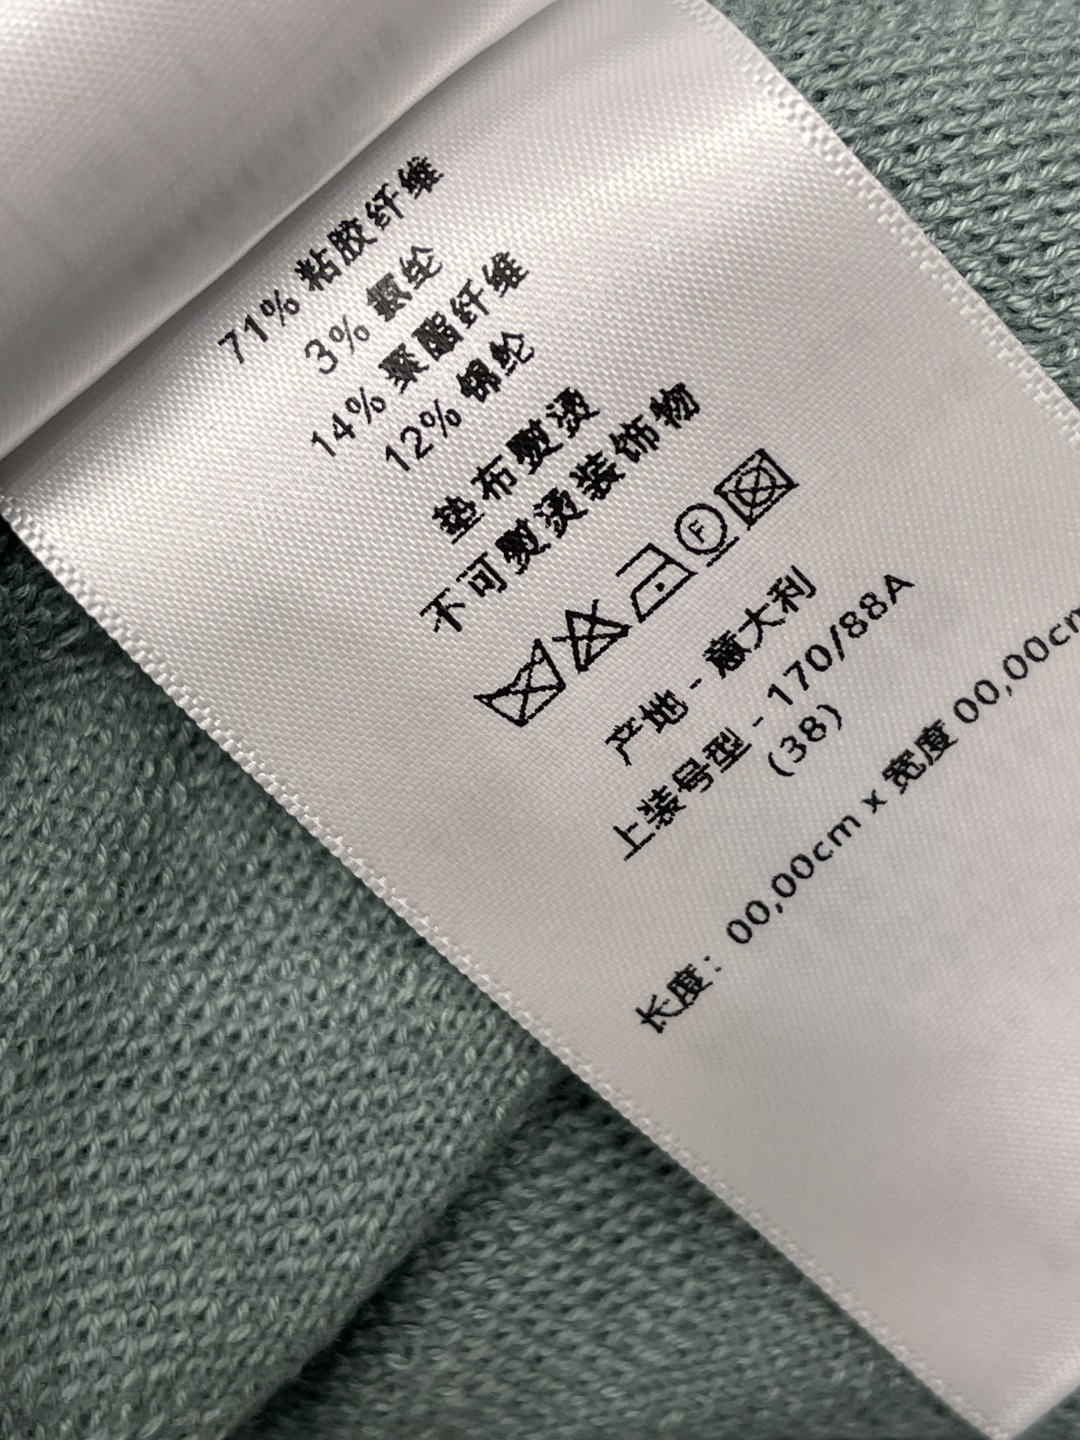 71% 粘胶纤维
3% 氨纶
14% 聚酯纤维
12% 锦纶
垫布熨烫
不可熨烫装饰物
F
产地 - 意大利
上装号型 - 170/88A
(38)
长度: 00,00cm x 宽度 00,00cm